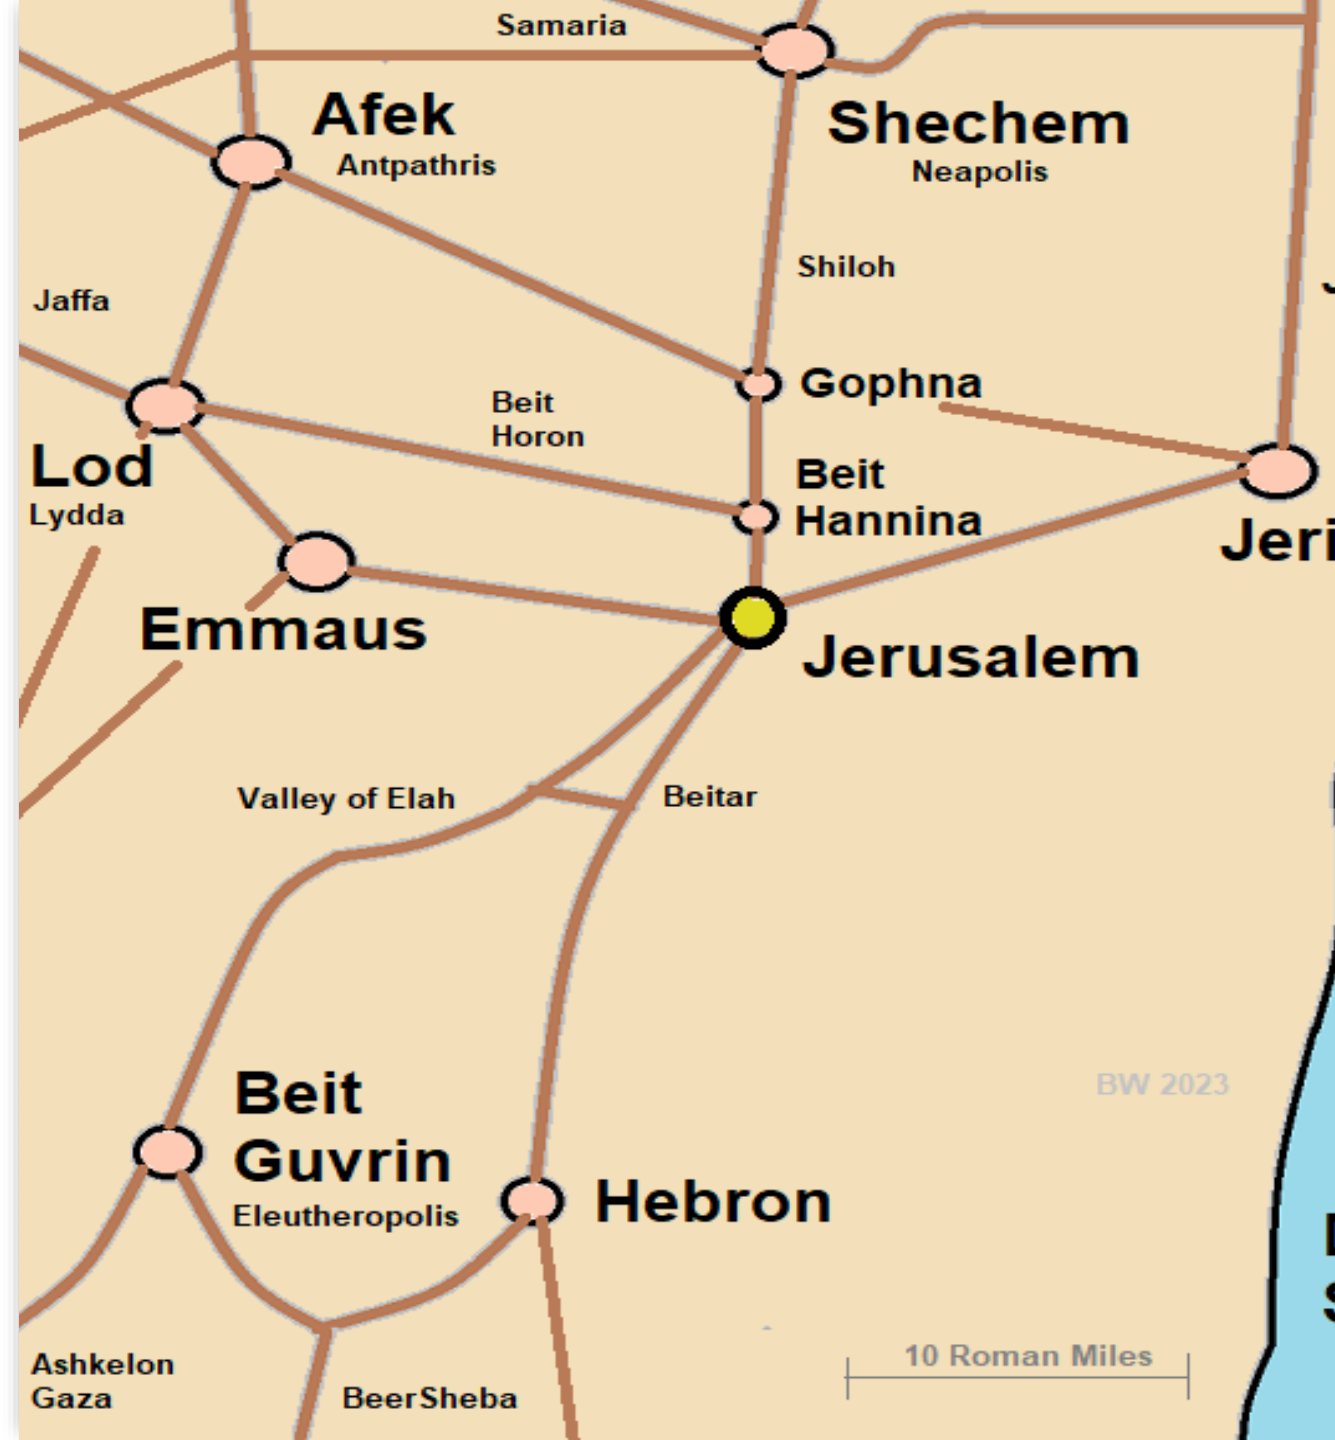 Samaria
Afek
Antpathris
Shechem
Neapolis
Shiloh
Jaffa
Gophna
Beit
Horon
Lod
Lydda
Beit
Hannina
Jeri
Emmaus
Jerusalem
Valley of Elah
Beitar
BW 2023
Beit
Guvrin
Eleutheropolis
Hebron
10 Roman Miles
Ashkelon
Gaza
BeerSheba